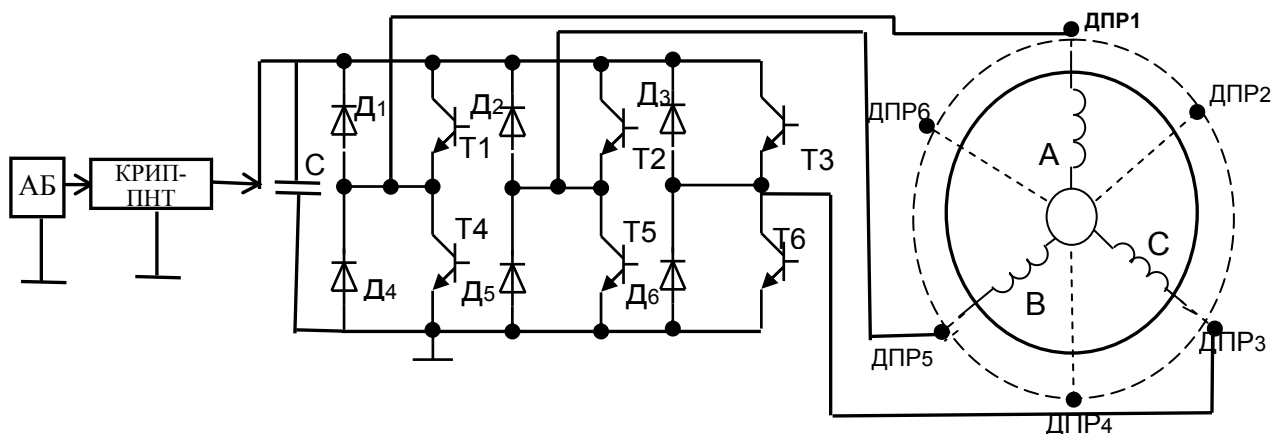 ДПР1
ДПР2
ДПР6
Д1
Д2
Д3
Т1
Т2
Т3
А
АБ
КРИП-
ПНТ
С
Т4
Т5
Т6
С
В
Д4
Д5
Д6
ДПР5
ДПР3
ДПР4